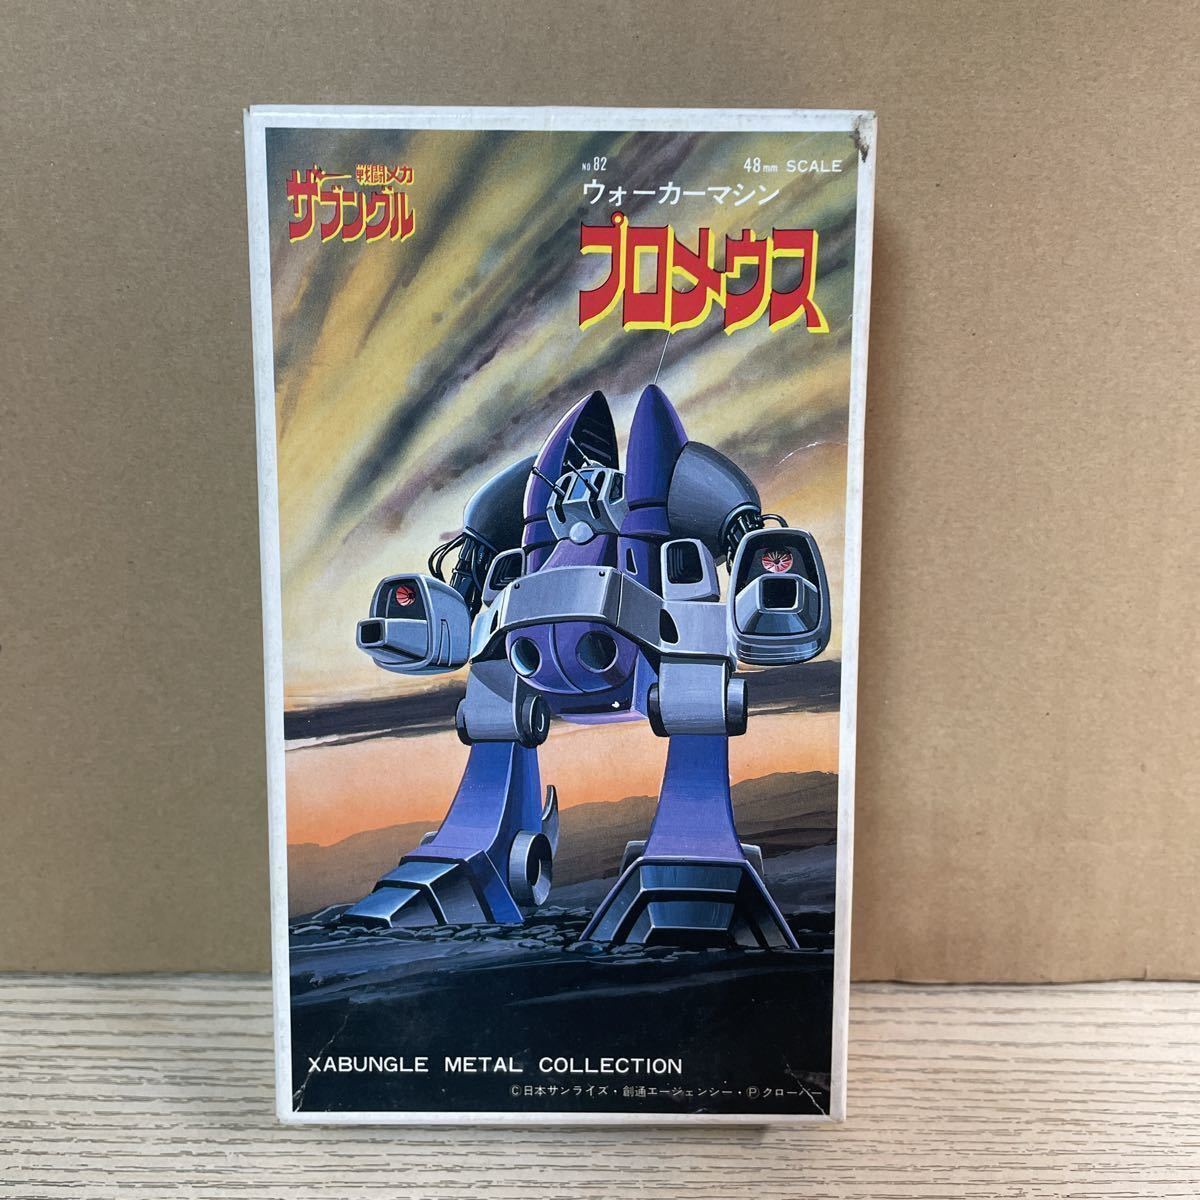 戦闘メカ
ザブングル
NO 82
48mm SCALE
ウォーカーマシン
プロメウス
XABUNGLE METAL COLLECTION
Ⓒ日本サンライズ・創通エージェンシー・Ⓟクローバー